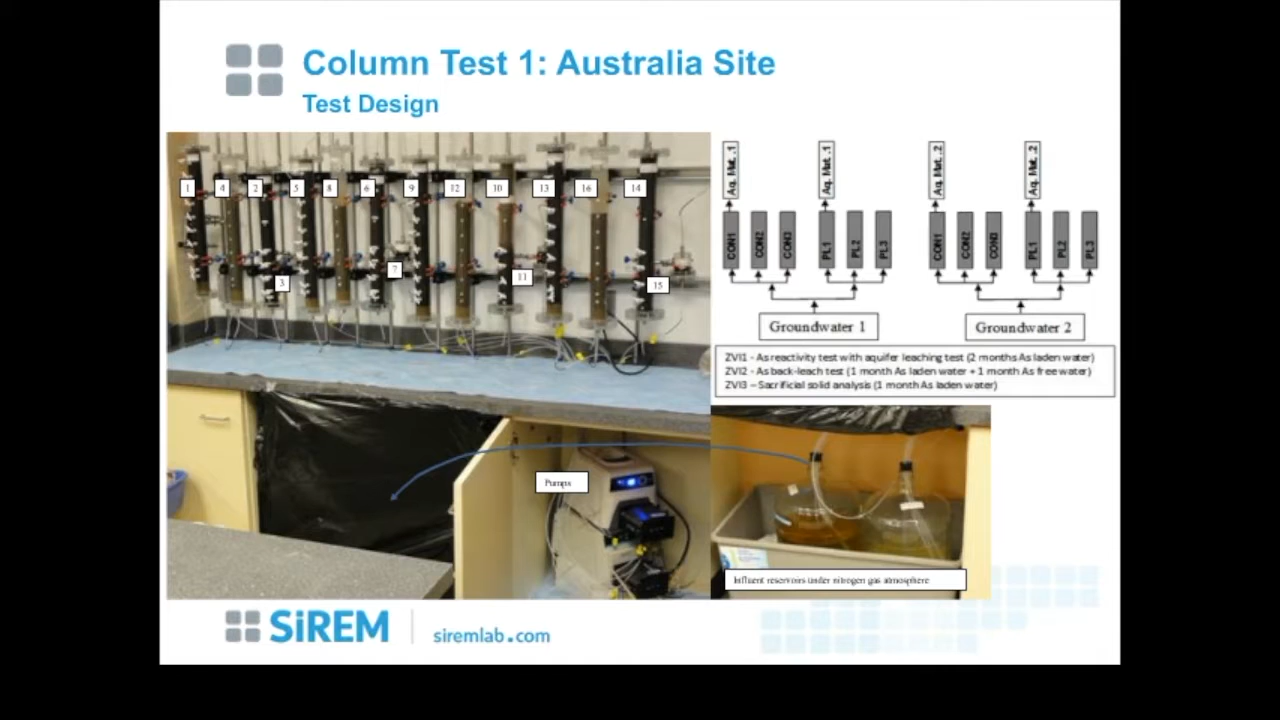 Column Test 1: Australia Site
Test Design
1
4
2
5
8
6
9
12
10
13
16
14
3
7
11
15
Pumps
Aq. Mat. .1
Aq. Mat. .1
Aq. Mat. .2
Aq. Mat. .2
CON1
CON2
CON3
PL1
PL2
PL3
CON1
CON2
CON3
PL1
PL2
PL3
Groundwater 1
Groundwater 2
ZVI1 - As reactivity test with aquifer leaching test (2 months As laden water)
ZVI2 - As back-leach test (1 month As laden water + 1 month As free water)
ZVI3 – Sacrificial solid analysis (1 month As laden water)
Influent reservoirs under nitrogen gas atmosphere
SiREM
siremlab.com